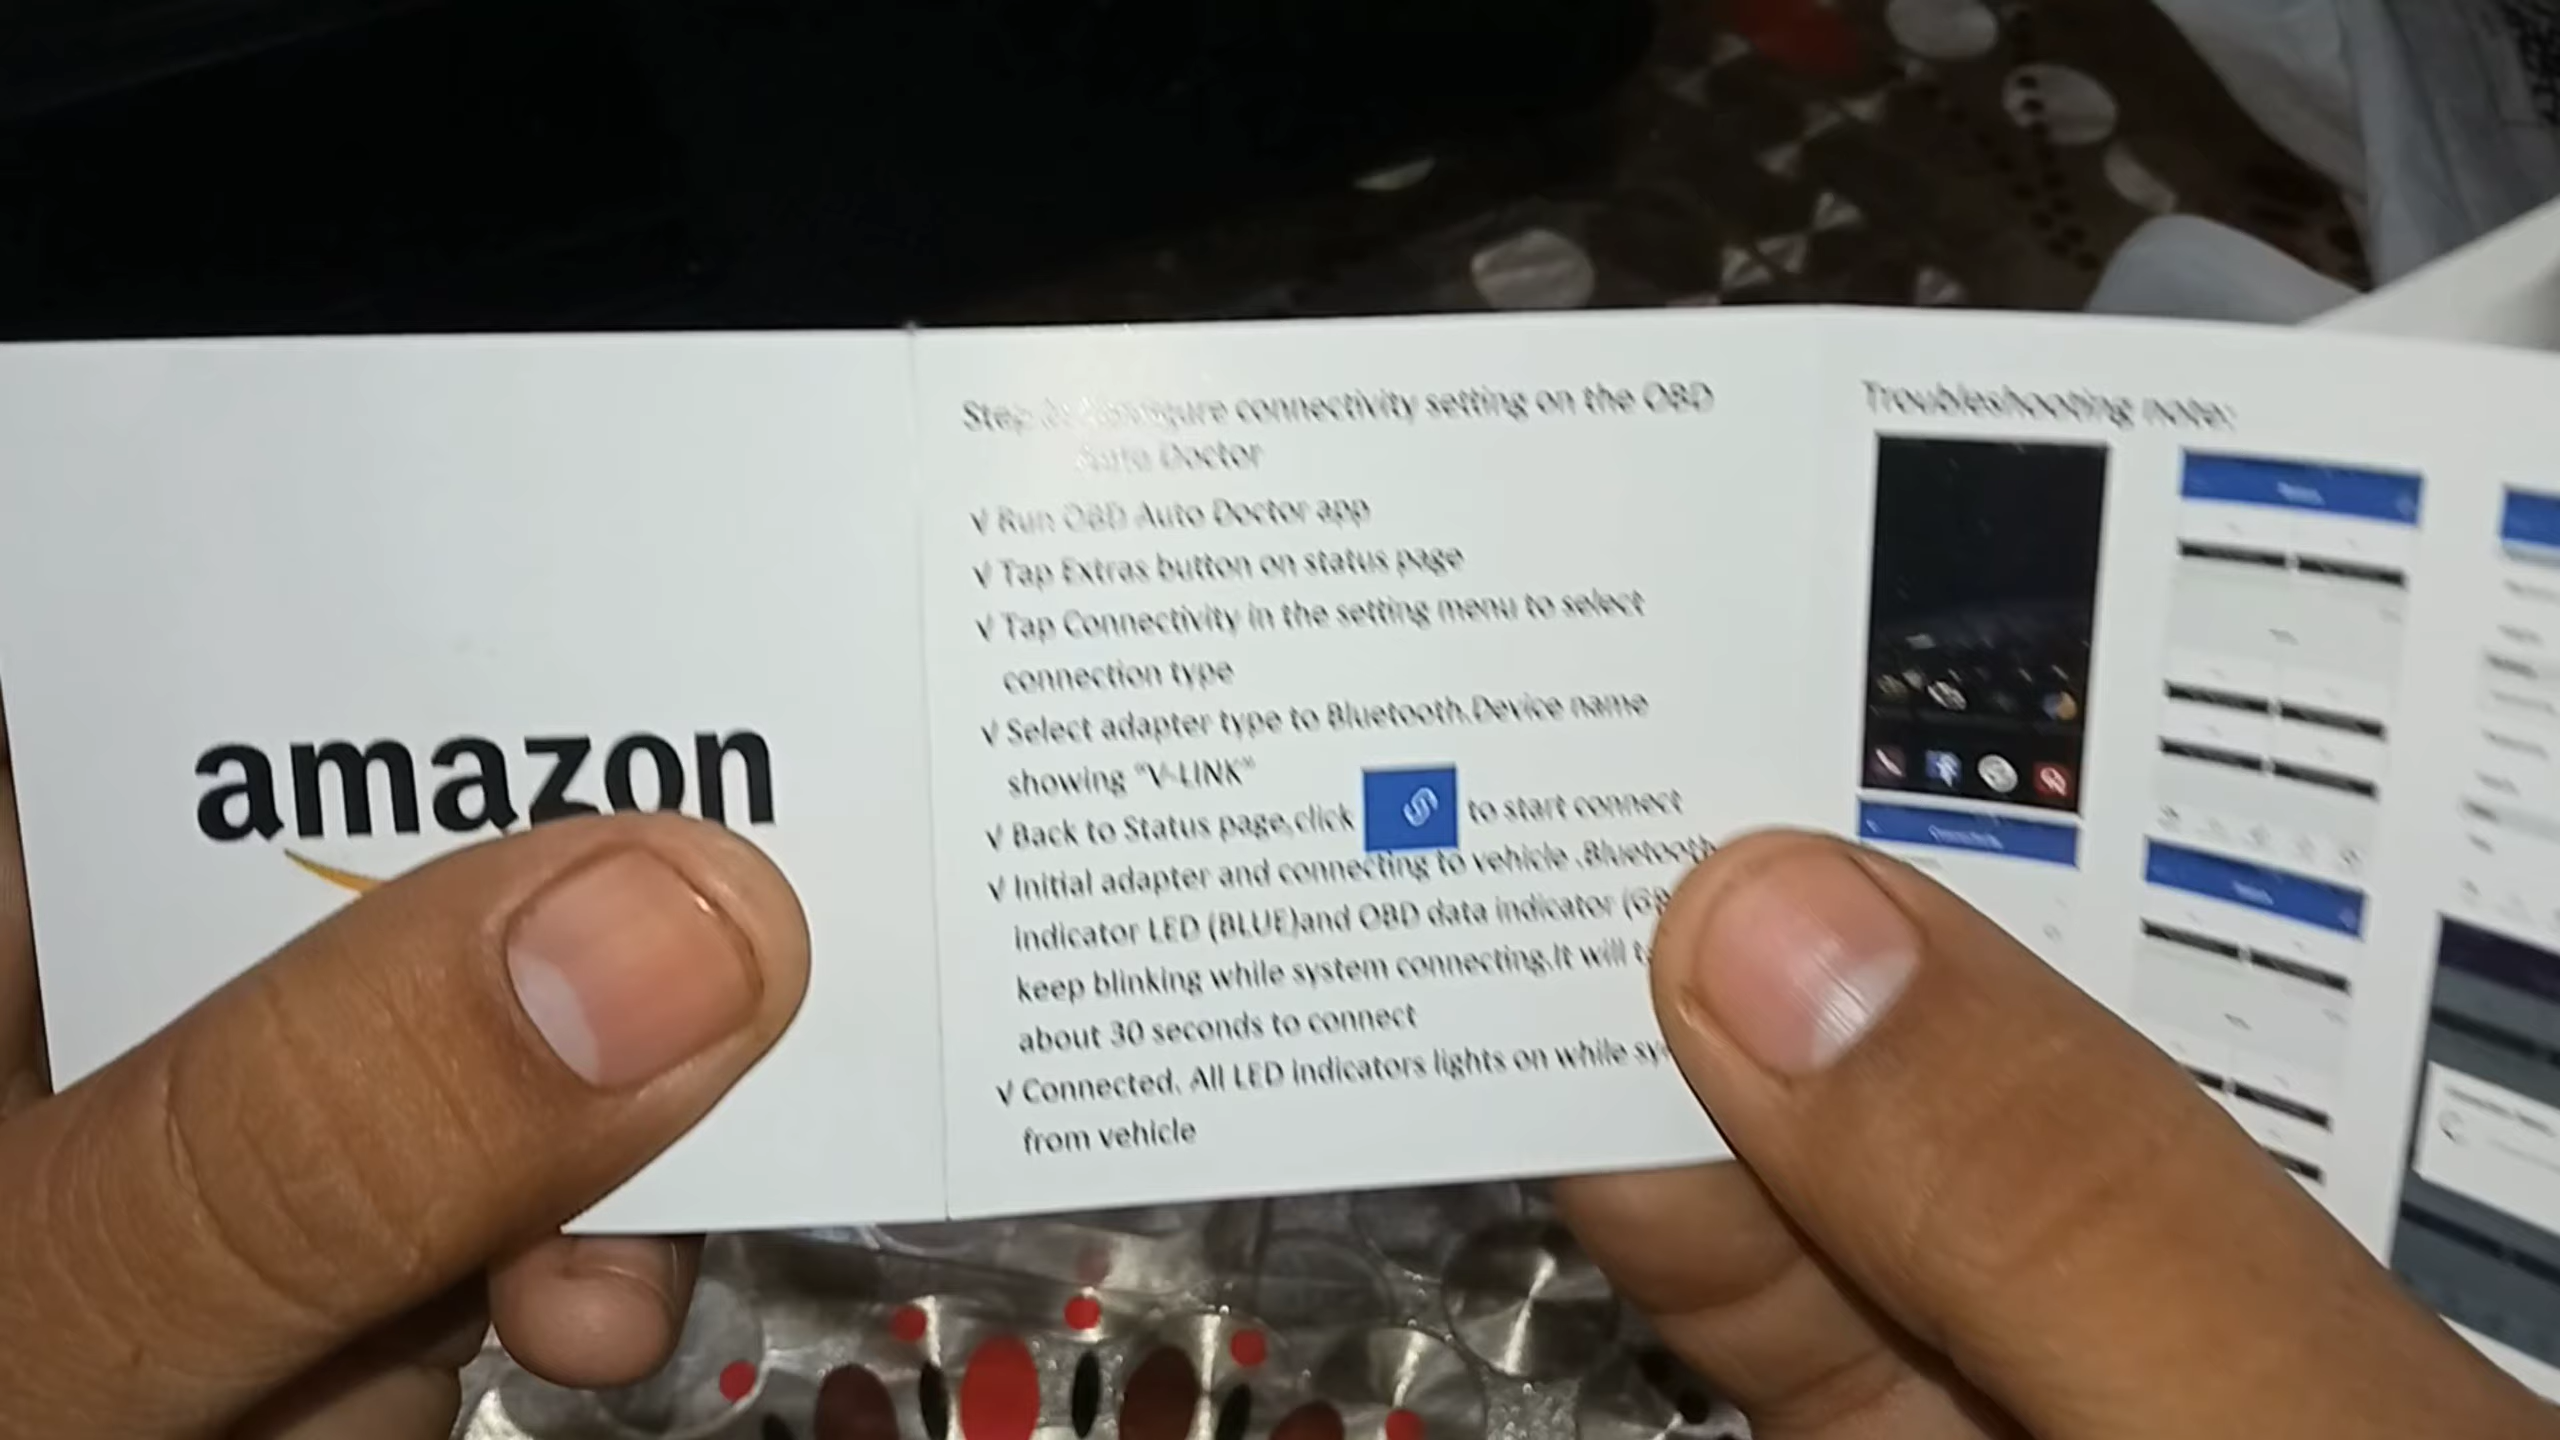 amazon
Step configure connectivity setting on the OBD
Auto Doctor
√ Run OBD Auto Doctor app
√ Tap Extras button on status page
√ Tap Connectivity in the setting menu to select
connection type
√ Select adapter type to Bluetooth.Device name
showing "V-LINK"
√ Back to Status page,click to start connect
√ Initial adapter and connecting to vehicle .Bluetooth
indicator LED (BLUE)and OBD data indicator
keep blinking while system connecting.It will
about 30 seconds to connect
√ Connected. All LED indicators lights on while
from vehicle
Troubleshooting note: